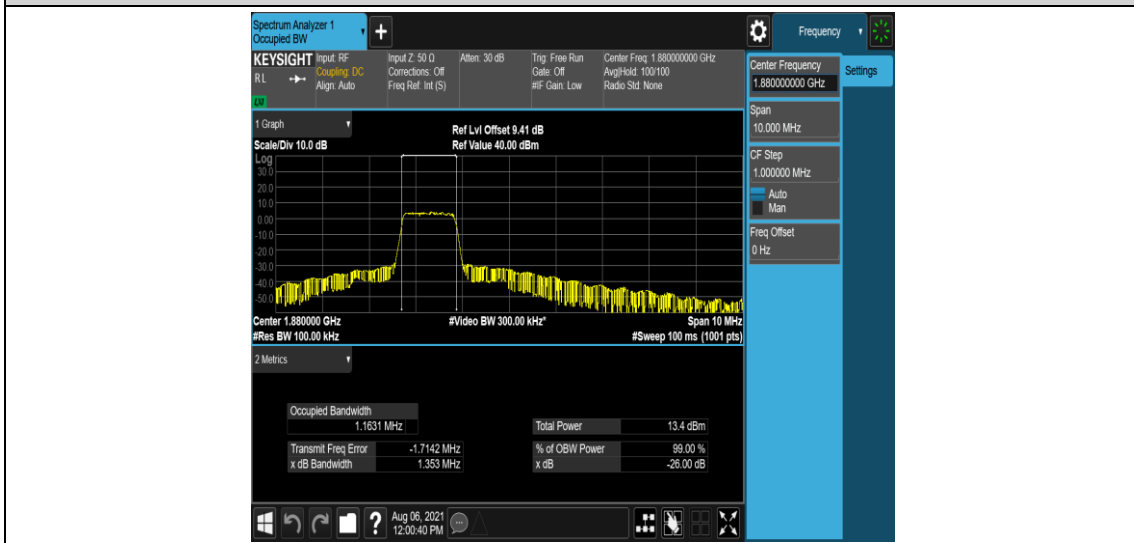 Spectrum Analyzer 1
Occupied BW
Frequency
KEYSIGHT
RL
LXI
Input: RF
Coupling: DC
Align: Auto
Input Z: 50 Ω
Corrections: Off
Freq Ref: Int (S)
Atten: 30 dB
Trig: Free Run
Gate: Off
#IF Gain: Low
Center Freq: 1.880000000 GHz
Avg|Hold: 100/100
Radio Std: None
Center Frequency
1.880000000 GHz
Settings
Span
10.000 MHz
CF Step
1.000000 MHz
Auto
Man
Freq Offset
0 Hz
1 Graph
Scale/Div 10.0 dB
Ref Lvl Offset 9.41 dB
Ref Value 40.00 dBm
Log
30.0
20.0
10.0
0.00
-10.0
-20.0
-30.0
-40.0
-50.0
Center 1.880000 GHz
#Res BW 100.00 kHz
#Video BW 300.00 kHz*
Span 10 MHz
#Sweep 100 ms (1001 pts)
2 Metrics
Occupied Bandwidth
1.1631 MHz
Transmit Freq Error -1.7142 MHz
x dB Bandwidth 1.353 MHz
Total Power 13.4 dBm
% of OBW Power 99.00 %
x dB -26.00 dB
?
Aug 06, 2021
12:00:40 PM